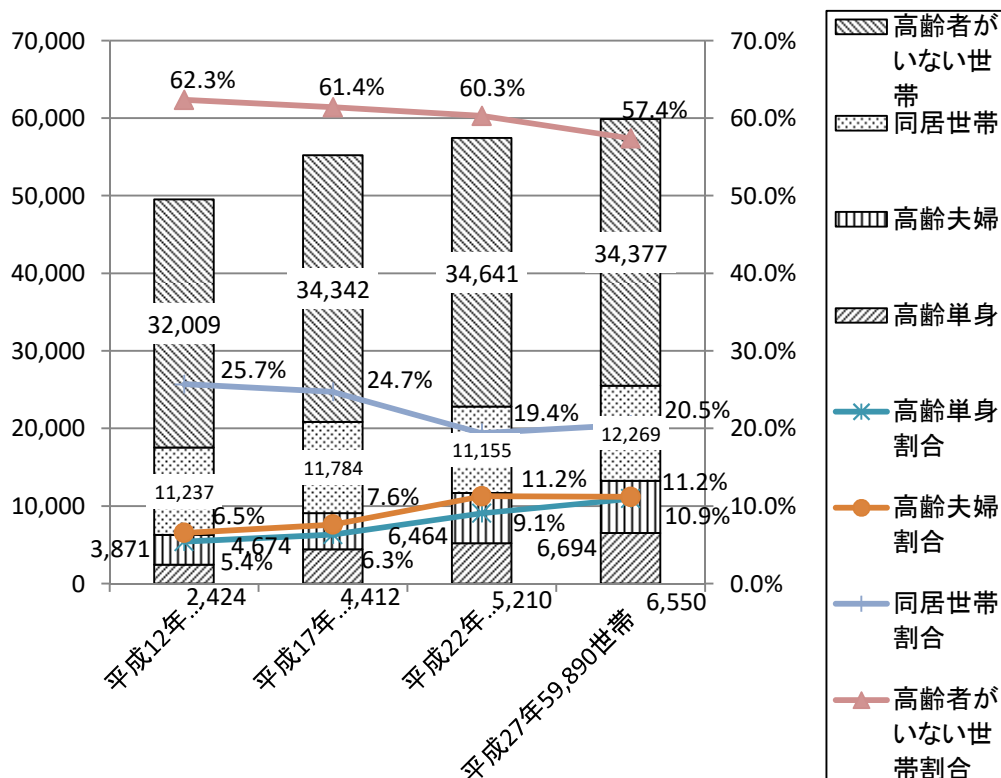 70,000
60,000
50,000
40,000
30,000
20,000
10,000
0
70.0%
60.0%
50.0%
40.0%
30.0%
20.0%
10.0%
0.0%
62.3%
61.4%
60.3%
57.4%
32,009
34,342
34,641
34,377
25.7%
24.7%
19.4%
20.5%
11,237
11,784
11,155
12,269
6.5%
7.6%
11.2%
11.2%
3,871
4,674
6,464
6,694
5.4%
6.3%
9.1%
10.9%
2,424
4,412
5,210
6,550
平成12年…
平成17年…
平成22年…
平成27年59,890世帯
高齢者が
いない世
帯
同居世帯
高齢夫婦
高齢単身
高齢単身
割合
高齢夫婦
割合
同居世帯
割合
高齢者が
いない世
帯割合